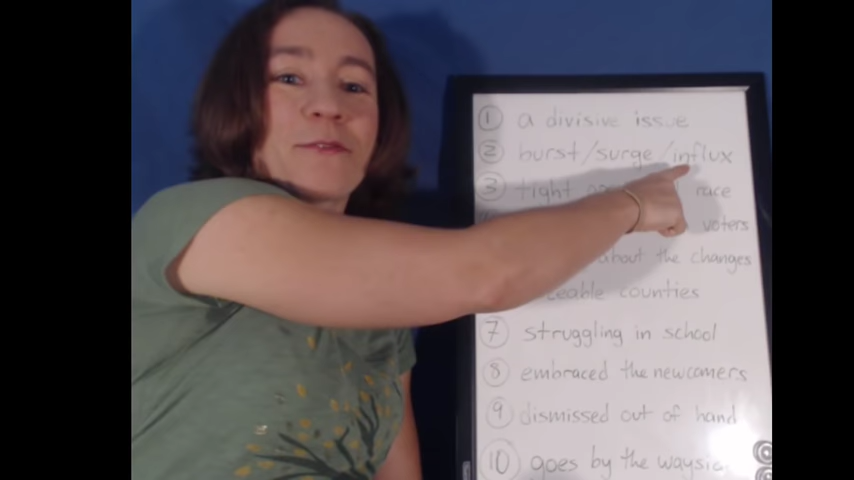 1 a divisive issue
2 burst/surge/influx
3 tight race
voters
about the changes
counties
7 struggling in school
8 embraced the newcomers
9 dismissed out of hand
10 goes by the